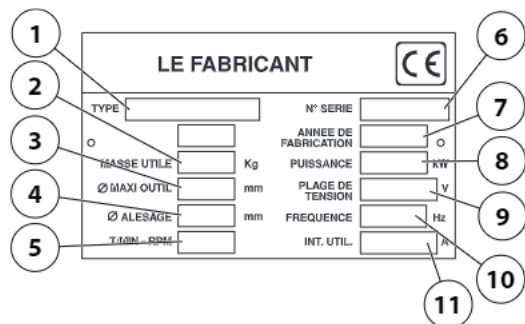 1
2
3
4
5
6
7
8
9
10
11
LE FABRICANT
CE
TYPE
N° SERIE
ANNEE DE
FABRICATION
MASSE UTILE Kg
PUISSANCE kW
Ø MAXI OUTIL mm
PLAGE DE
TENSION V
Ø ALESAGE mm
FREQUENCE Hz
T/MIN - RPM
INT. UTIL. A